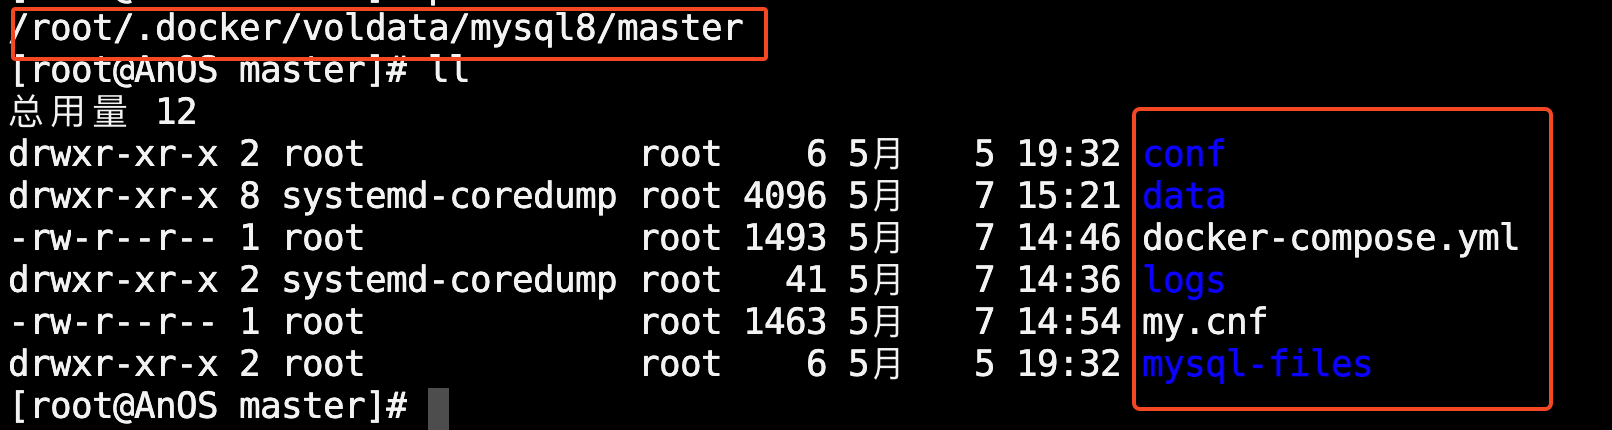 /root/.docker/voldata/mysql8/master
[root@AnOS master]# ll
总用量 12
drwxr-xr-x 2 root root 6 5月 5 19:32 conf
drwxr-xr-x 8 systemd-coredump root 4096 5月 7 15:21 data
-rw-r--r-- 1 root root 1493 5月 7 14:46 docker-compose.yml
drwxr-xr-x 2 systemd-coredump root 41 5月 7 14:36 logs
-rw-r--r-- 1 root root 1463 5月 7 14:54 my.cnf
drwxr-xr-x 2 root root 6 5月 5 19:32 mysql-files
[root@AnOS master]#